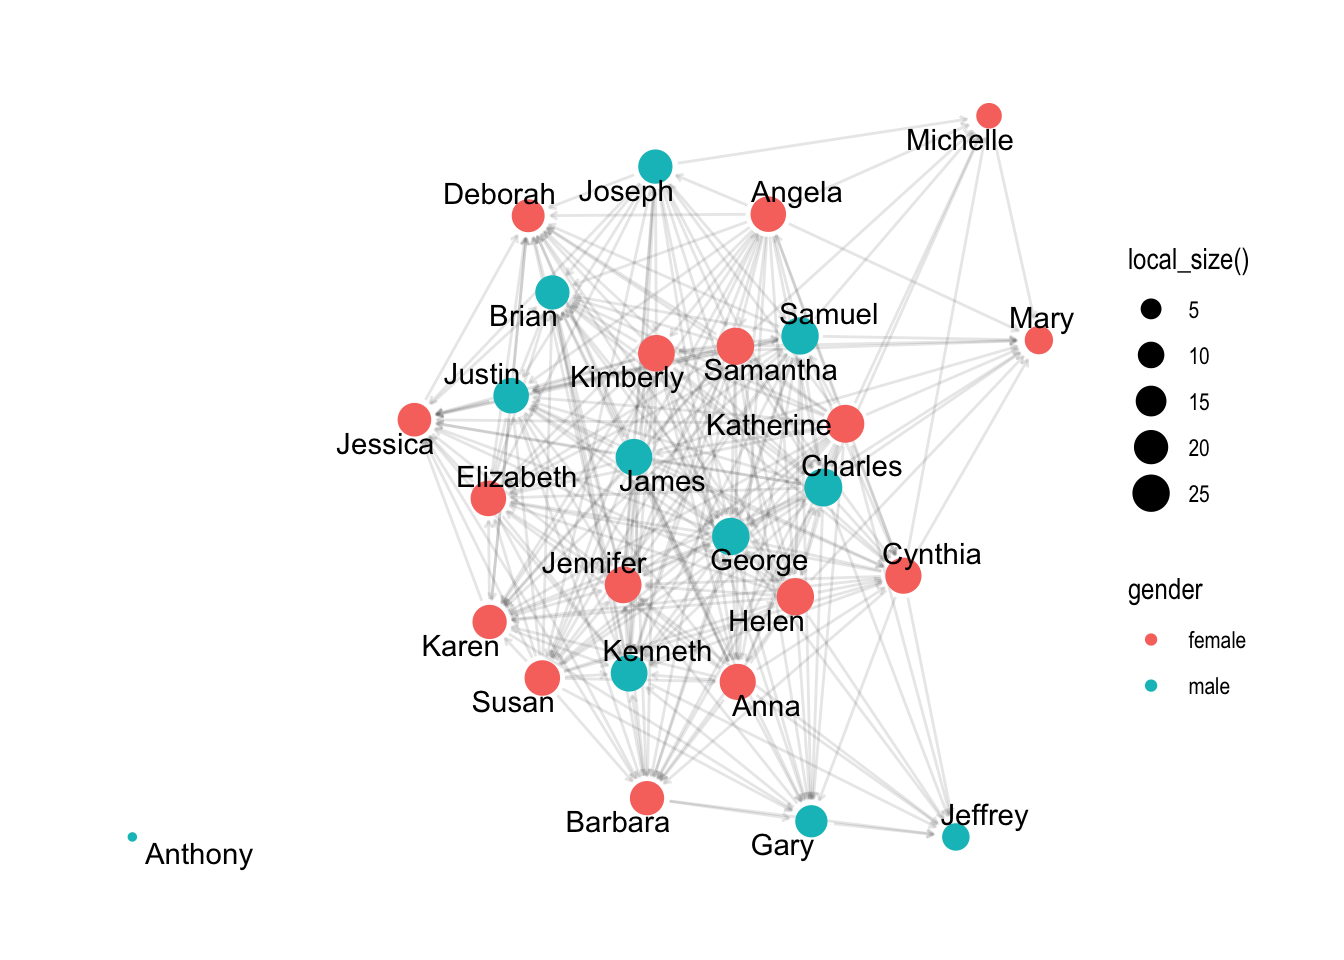 Michelle
Deborah
Joseph
Angela
Brian
Samuel
Mary
Justin
Kimberly
Samantha
Jessica
Katherine
Elizabeth
James
Charles
Jennifer
George
Cynthia
Karen
Kenneth
Helen
Susan
Anna
Barbara
Gary
Jeffrey
Anthony
local_size()
5
10
15
20
25
gender
female
male